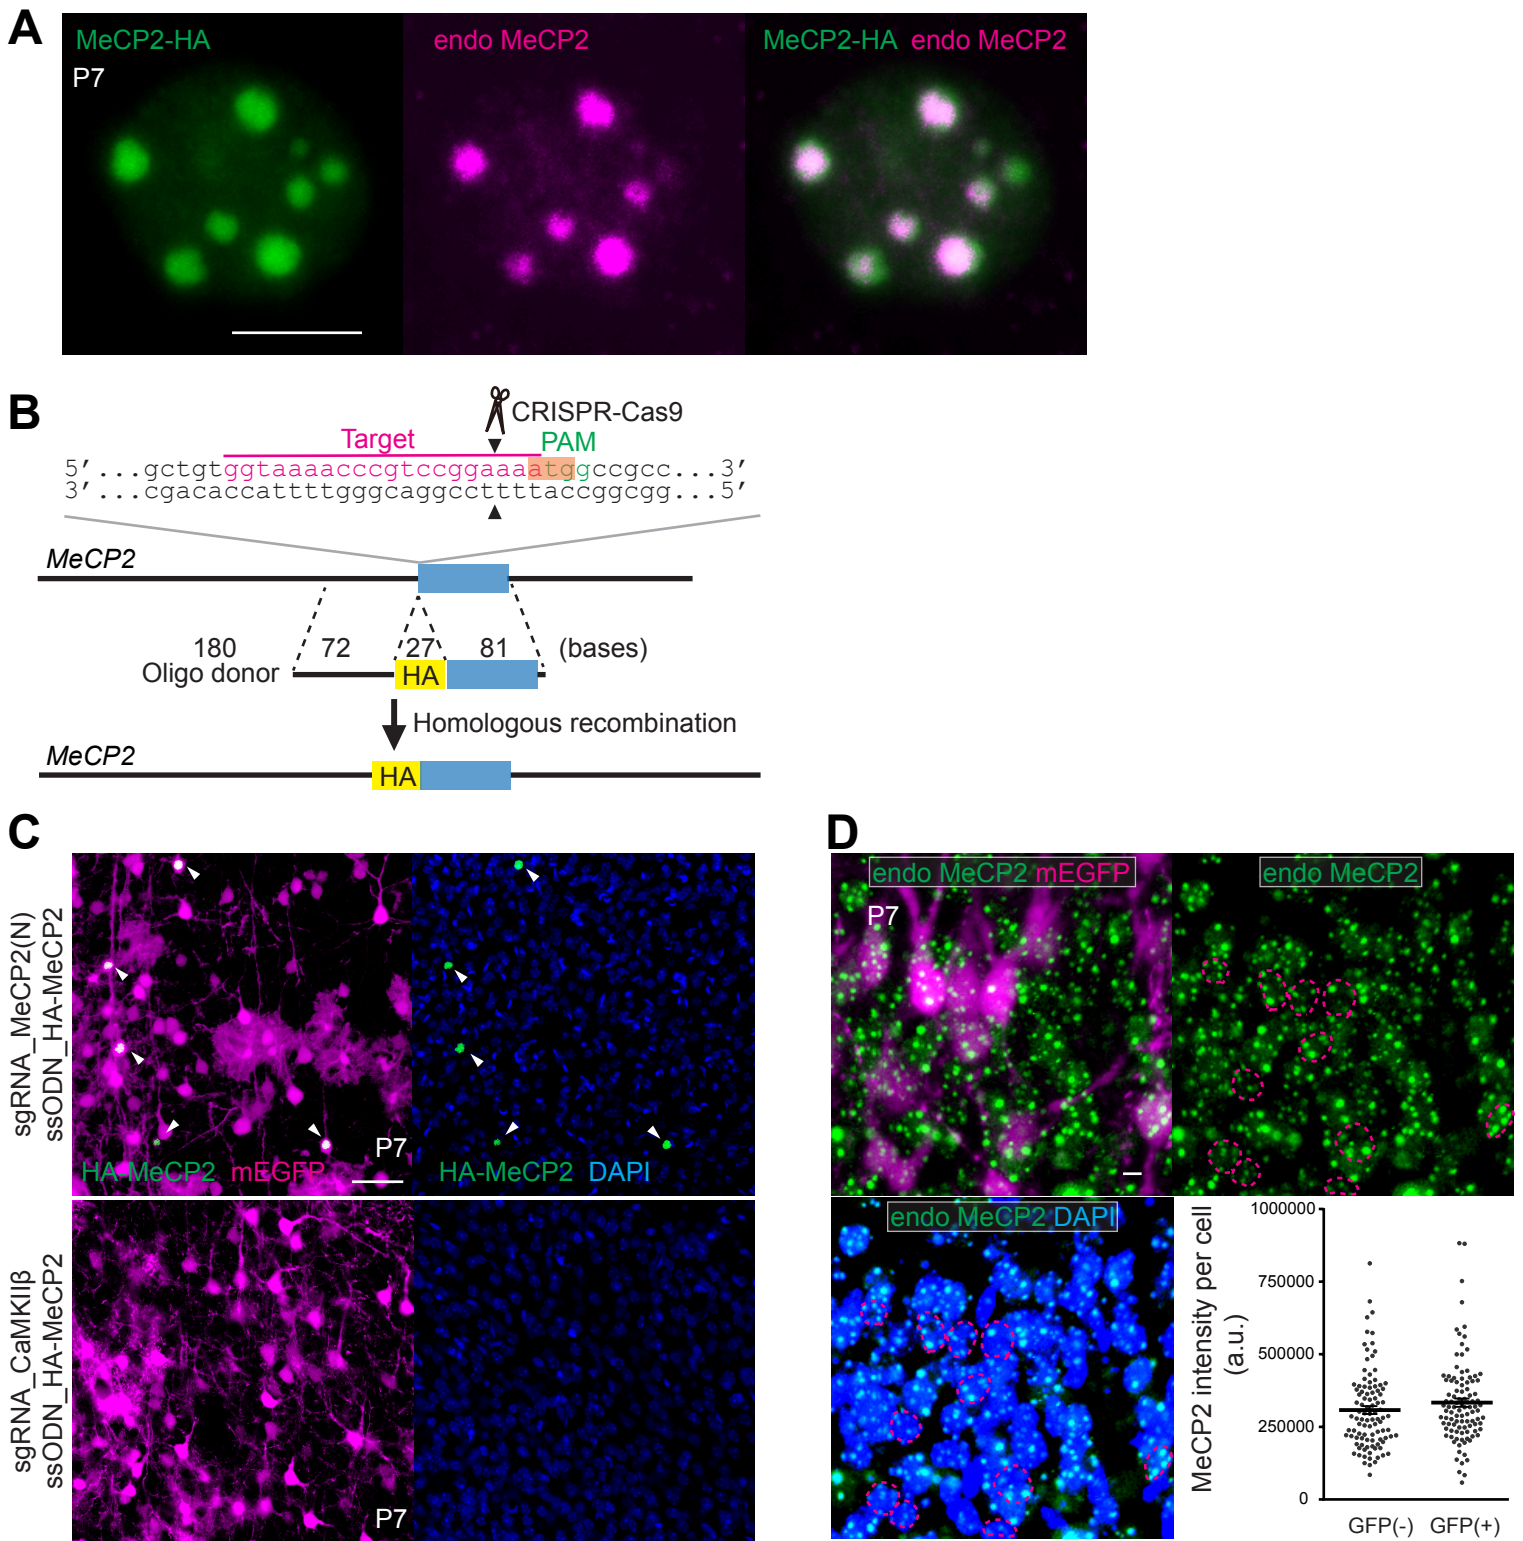 A
MeCP2-HA
endo MeCP2
MeCP2-HA endo MeCP2
P7
B
CRISPR-Cas9
Target
PAM
5′...gctgtggtaaaacccgtccggaaaatggccgcc...3′
3′...cgacaccattttgggcaggccttttaccggcgg...5′
MeCP2
180
72
27
81
(bases)
Oligo donor
HA
Homologous recombination
MeCP2
HA
C
sgRNA_MeCP2(N)
ssODN_HA-MeCP2
P7
HA-MeCP2 mEGFP
HA-MeCP2 DAPI
sgRNA_CaMKIIβ
ssODN_HA-MeCP2
P7
D
endo MeCP2 mEGFP
endo MeCP2
P7
endo MeCP2 DAPI
MeCP2 intensity per cell
(a.u.)
1000000
750000
500000
250000
0
GFP(-)
GFP(+)